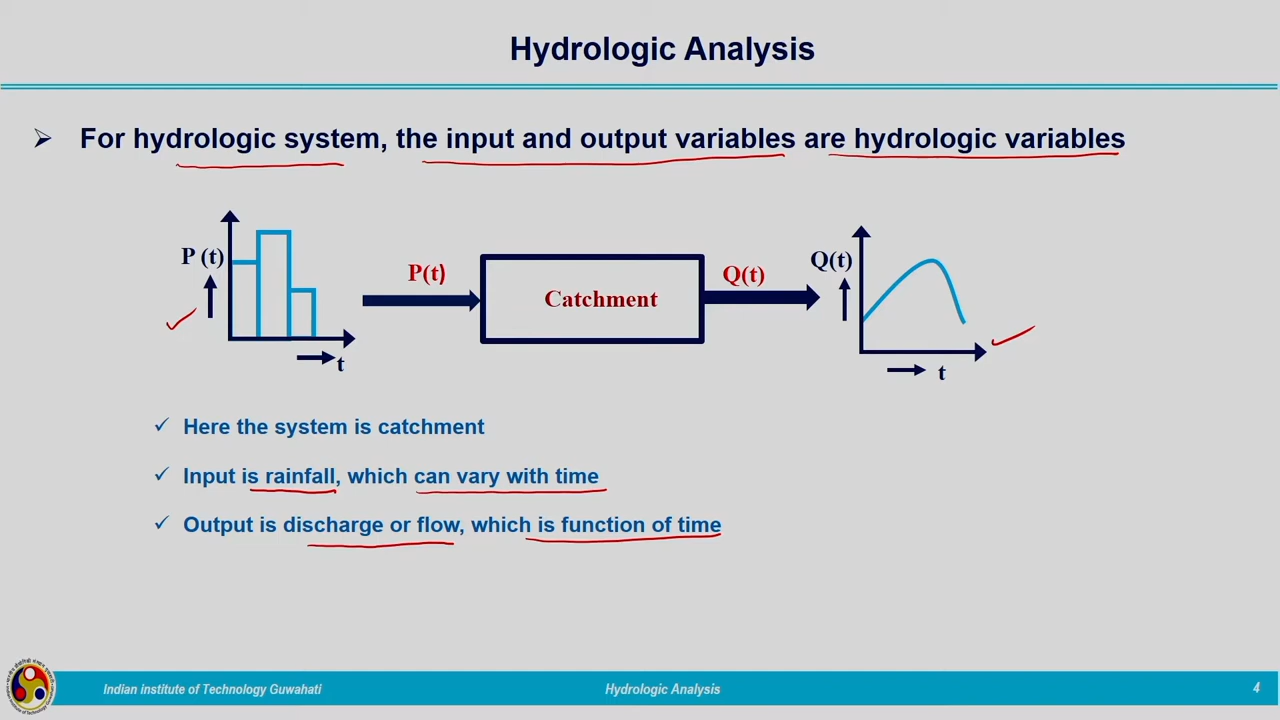 Hydrologic Analysis
For hydrologic system, the input and output variables are hydrologic variables
P (t)
t
P(t)
Catchment
Q(t)
Q(t)
t
Here the system is catchment
Input is rainfall, which can vary with time
Output is discharge or flow, which is function of time
Indian institute of Technology Guwahati
Hydrologic Analysis
4